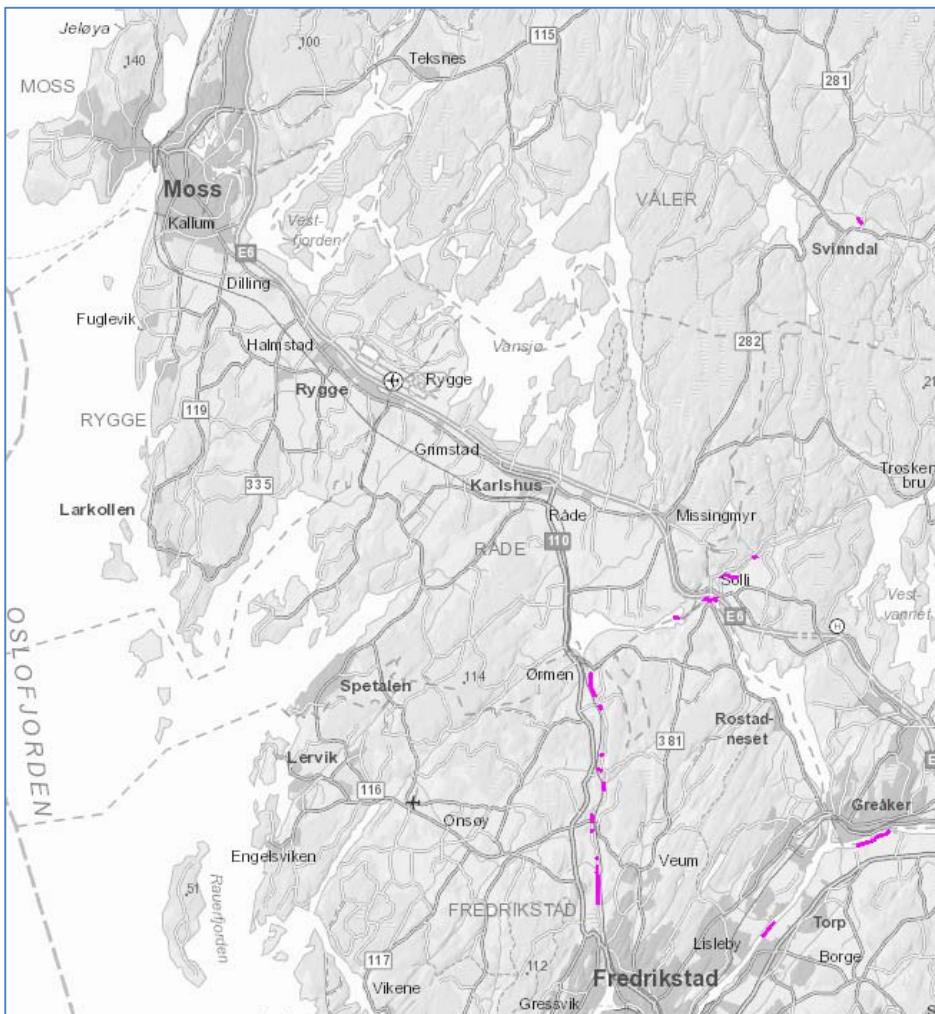 Jeløya
100
115
140
Teksnes
281
MOSS
Moss
VÅLER
Kallum
Vest-
fjorden
Svinndal
E6
Dilling
Fuglevik
Vansjø
282
Halmstad
Rygge
Rygge
RYGGE
119
Grimstad
Karlshus
Trøsken
bru
335
Larkollen
Råde
Missingmyr
110
RÅDE
Solli
Vest-
vannet
E6
H
OSLOFJORDEN
Ørmen
114
Spetalen
Rostad-
neset
381
Lervik
116
Greåker
Onsøy
Engelsviken
Veum
51
Rauerfjorden
FREDRIKSTAD
Torp
Lisleby
Borge
117
112
Fredrikstad
Vikene
Gressvik